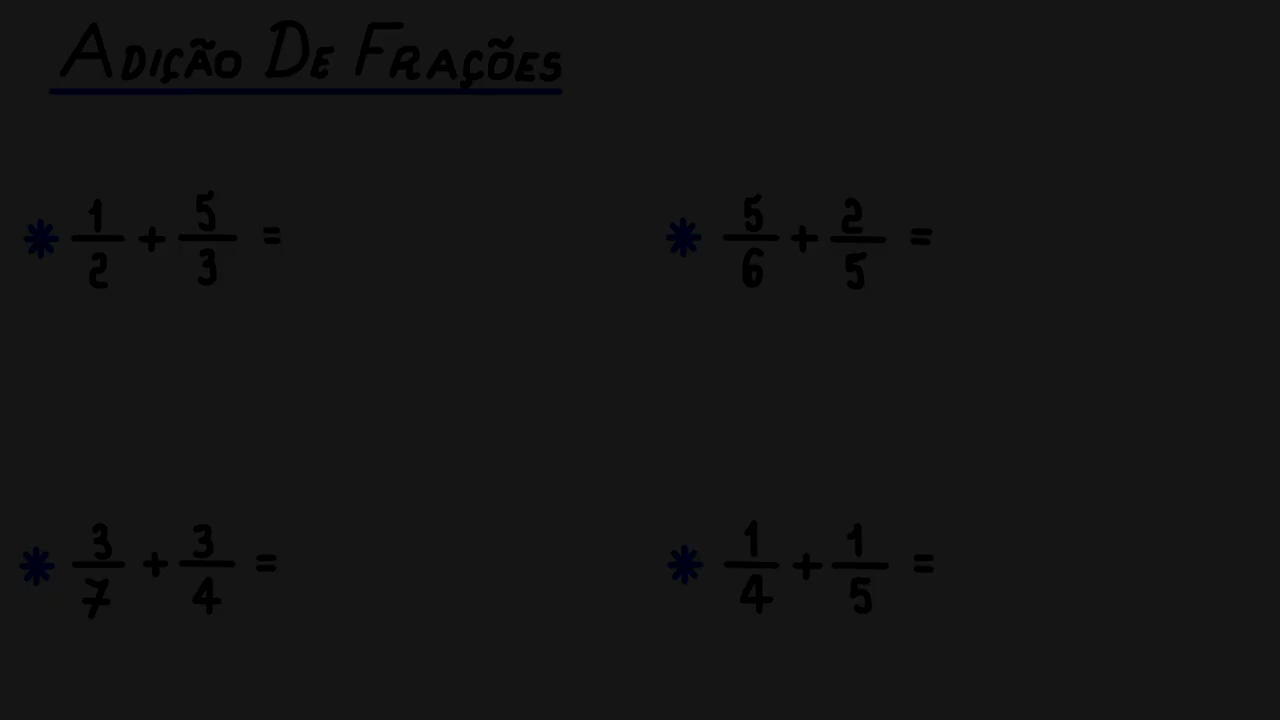 Adição De Frações
* 1/2 + 5/3 =
* 5/6 + 2/5 =
* 3/7 + 3/4 =
* 1/4 + 1/5 =